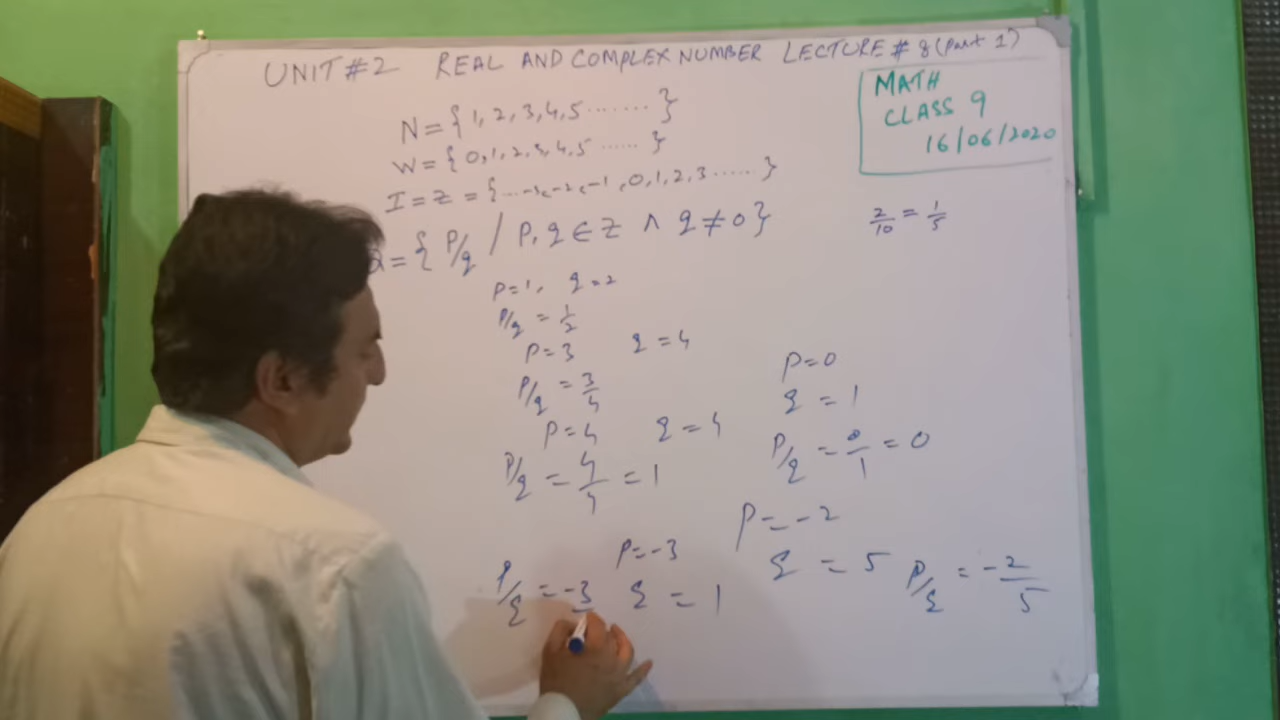 UNIT #2 REAL AND COMPLEX NUMBER LECTURE # 8 (Part 1)
MATH
CLASS 9
16/06/2020
N = {1, 2, 3, 4, 5 .......}
W = {0, 1, 2, 3, 4, 5 ......}
I = Z = {...-3, -2, -1, 0, 1, 2, 3 ......}
Q = {P/q / P, q ∈ Z ∧ q ≠ 0}
2/10 = 1/5
P = 1, q = 2
P/q = 1/2
P = 3 q = 4
P/q = 3/4
P = 4 q = 4
P/q = 4/4 = 1
P = 0
q = 1
P/q = 0/1 = 0
P = -2
q = 5 P/q = -2/5
P = -3
P/q = -3 q = 1